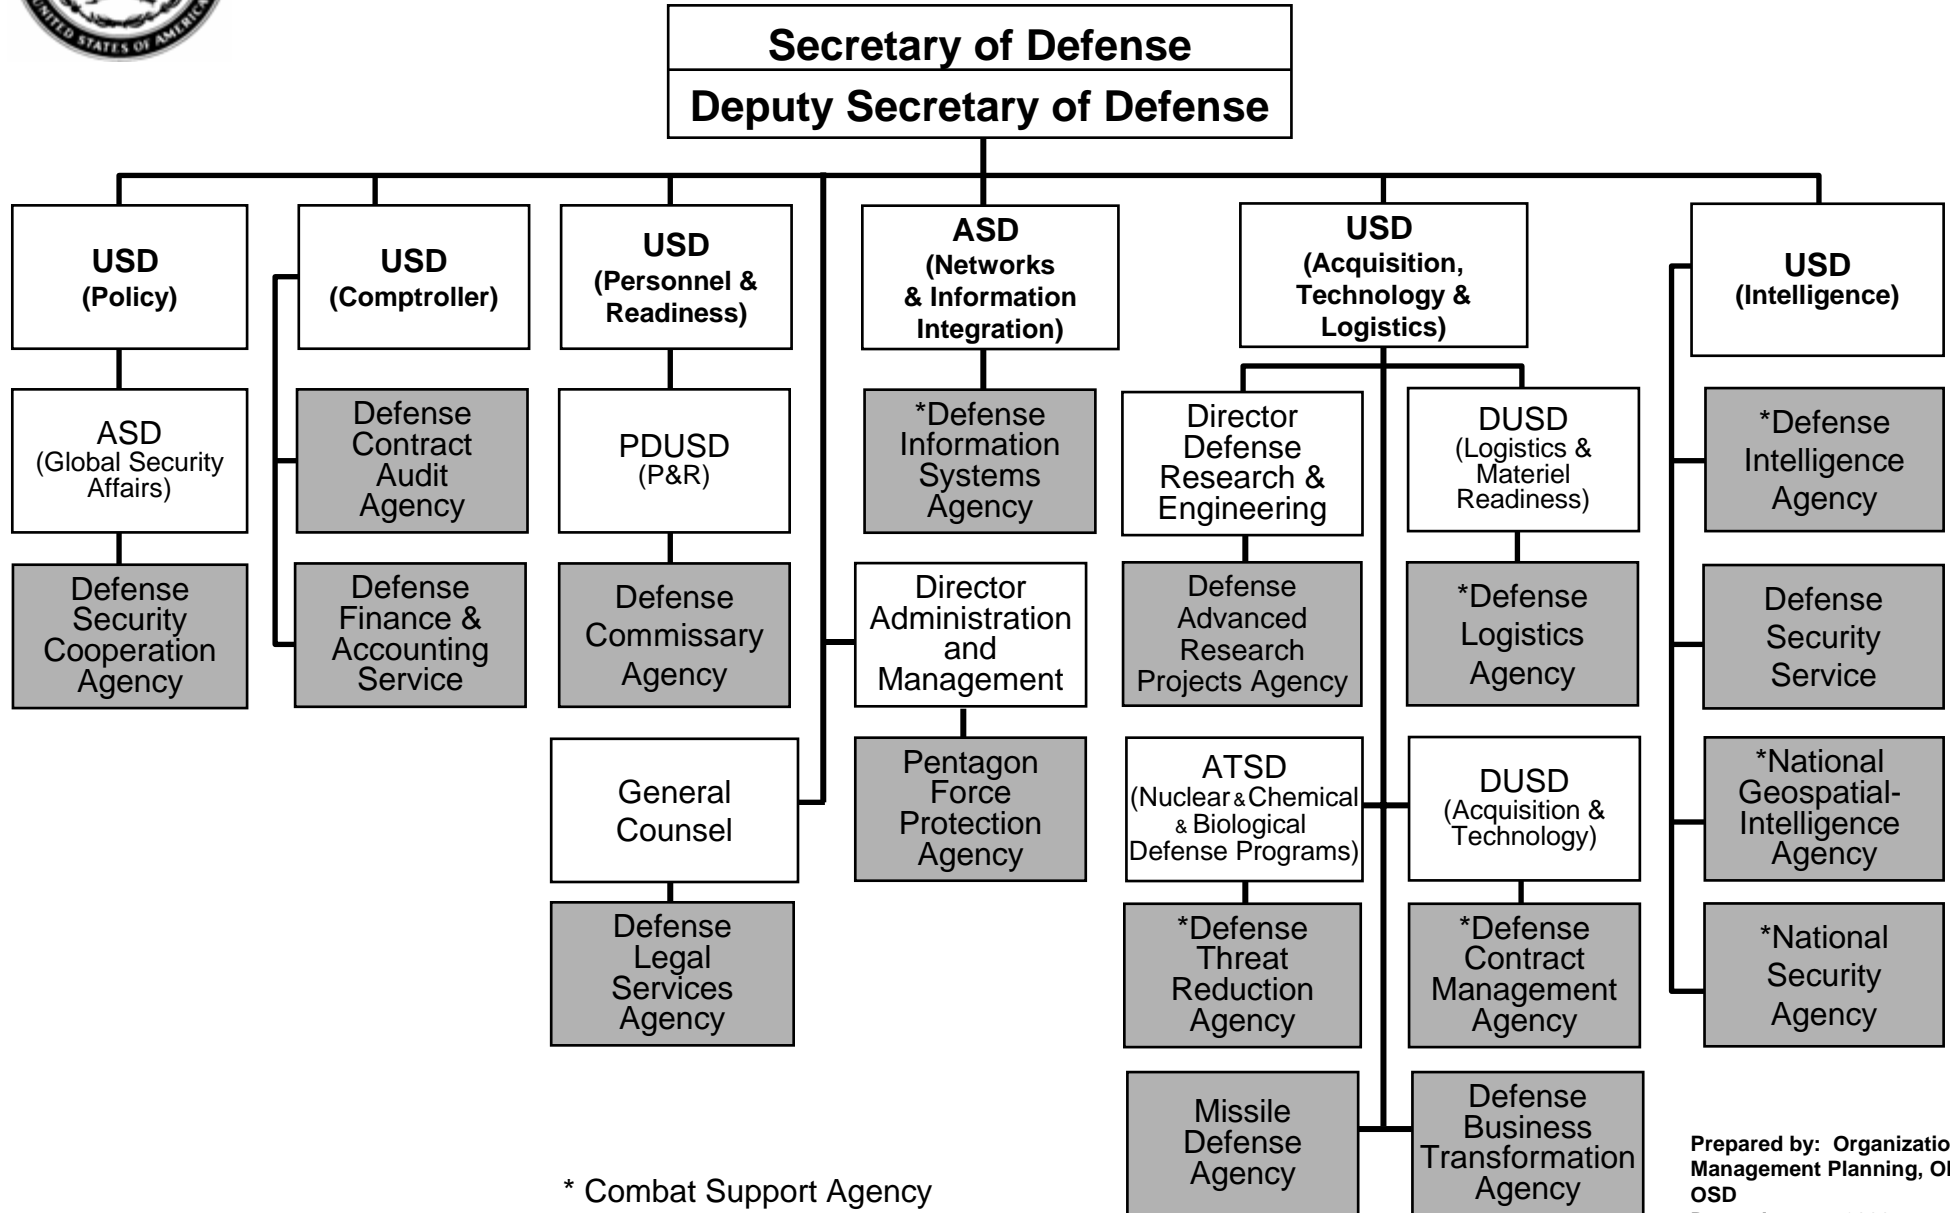 UNITED STATES OF AMERICA
Secretary of Defense
Deputy Secretary of Defense
USD
(Policy)
USD
(Comptroller)
USD
(Personnel &
Readiness)
ASD
(Networks
& Information
Integration)
USD
(Acquisition,
Technology &
Logistics)
USD
(Intelligence)
ASD
(Global Security
Affairs)
Defense
Contract
Audit
Agency
PDUSD
(P&R)
*Defense
Information
Systems
Agency
Director
Defense
Research &
Engineering
DUSD
(Logistics &
Materiel
Readiness)
*Defense
Intelligence
Agency
Defense
Security
Cooperation
Agency
Defense
Finance &
Accounting
Service
Defense
Commissary
Agency
Director
Administration
and
Management
Defense
Advanced
Research
Projects Agency
*Defense
Logistics
Agency
Defense
Security
Service
General
Counsel
Pentagon
Force
Protection
Agency
ATSD
(Nuclear & Chemical
& Biological
Defense Programs)
DUSD
(Acquisition &
Technology)
*National
Geospatial-
Intelligence
Agency
Defense
Legal
Services
Agency
*Defense
Threat
Reduction
Agency
*Defense
Contract
Management
Agency
*National
Security
Agency
Missile
Defense
Agency
Defense
Business
Transformation
Agency
* Combat Support Agency
Prepared by: Organizatio
Management Planning,
OSD